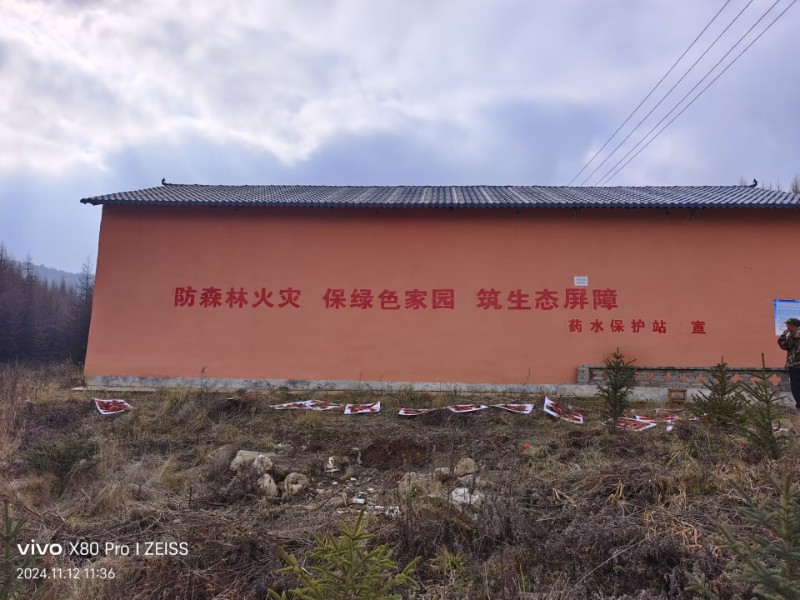 防森林火灾 保绿色家园 筑生态屏障
药水保护站 宣
vivo X80 Pro | ZEISS
2024.11.12 11:36